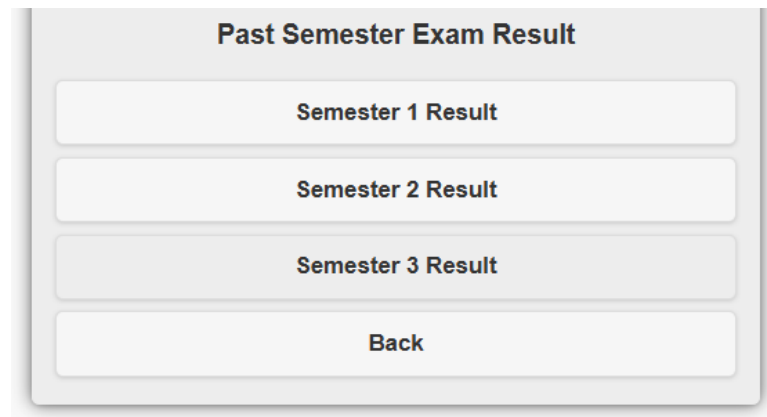 Past Semester Exam Result
Semester 1 Result
Semester 2 Result
Semester 3 Result
Back